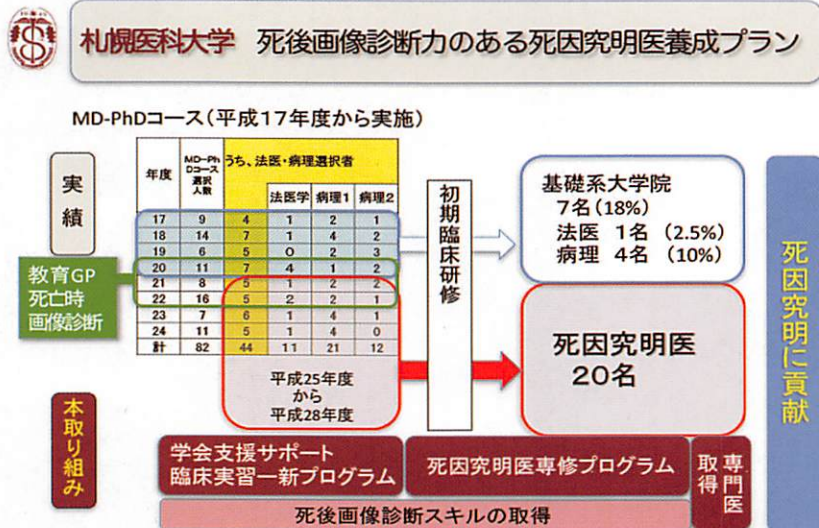 札幌医科大学 死後画像診断力のある死因究明医養成プラン
MD-PhDコース(平成17年度から実施)
実績
年度 MD-PhDコース選択人数 うち、法医・病理選択者
法医学 病理1 病理2
17 9 4 1 2 1
18 14 7 1 4 2
19 6 5 0 2 3
20 11 7 4 1 2
21 8 5 1 2 2
22 16 5 2 2 1
23 7 6 1 4 1
24 11 5 1 4 0
計 82 44 11 21 12
教育GP
死亡時
画像診断
平成25年度
から
平成28年度
初期臨床研修
基礎系大学院
7名(18%)
法医 1名 (2.5%)
病理 4名 (10%)
死因究明医
20名
死因究明に貢献
本取り組み
学会支援サポート
臨床実習一新プログラム
死因究明医専修プログラム
専門医
取得
死後画像診断スキルの取得